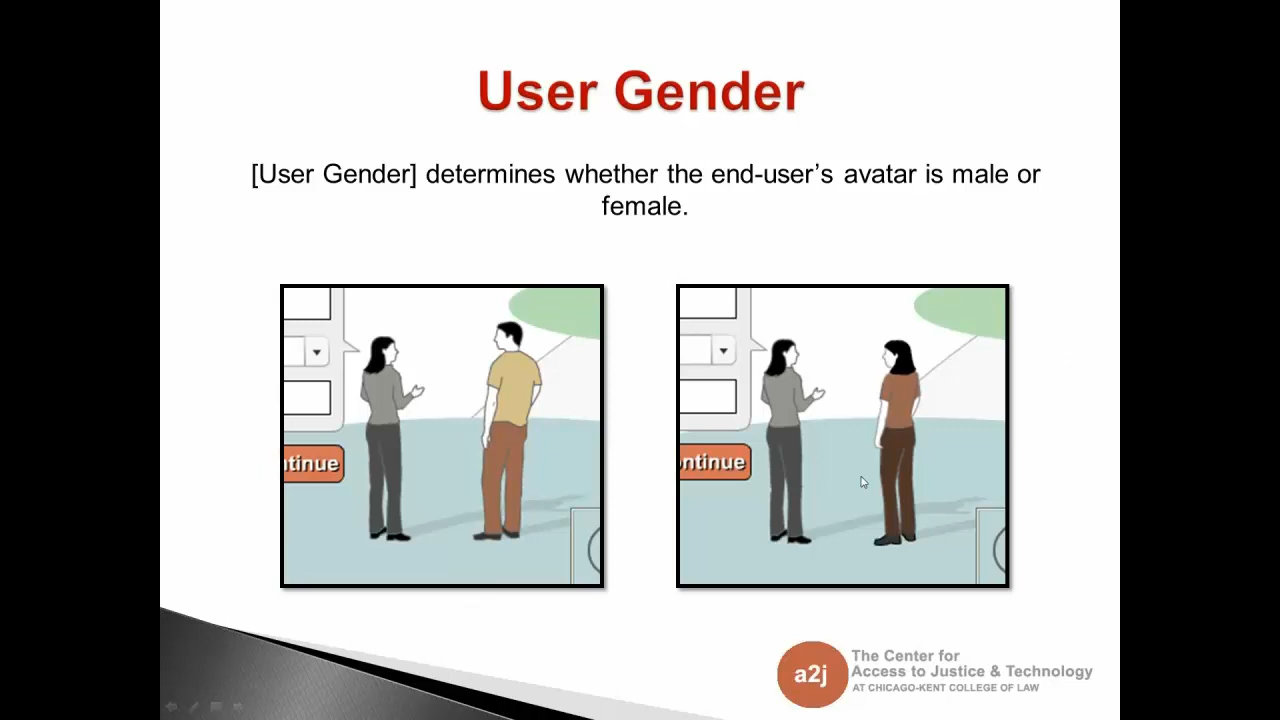 User Gender
[User Gender] determines whether the end-user’s avatar is male or
female.
ntinue
ontinue
a2j
The Center for
Access to Justice & Technology
AT CHICAGO-KENT COLLEGE OF LAW